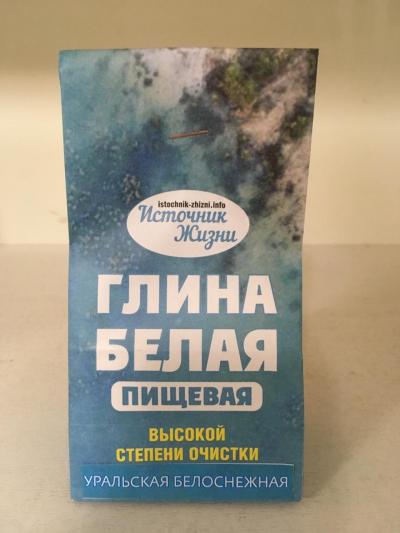 istochnik-zhizni.info
Источник
Жизни
ГЛИНА
БЕЛАЯ
ПИЩЕВАЯ
ВЫСОКОЙ
СТЕПЕНИ ОЧИСТКИ
УРАЛЬСКАЯ БЕЛОСНЕЖНАЯ